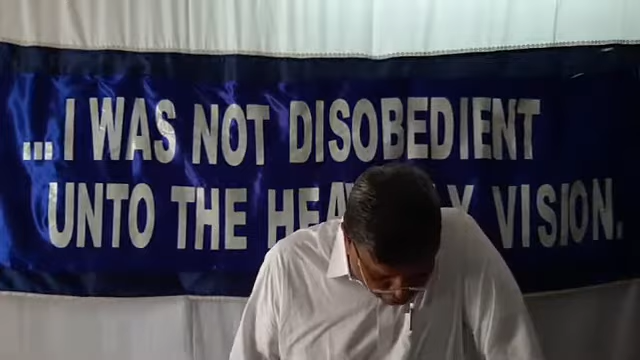 ...I WAS NOT DISOBEDIENT
UNTO THE VISION.